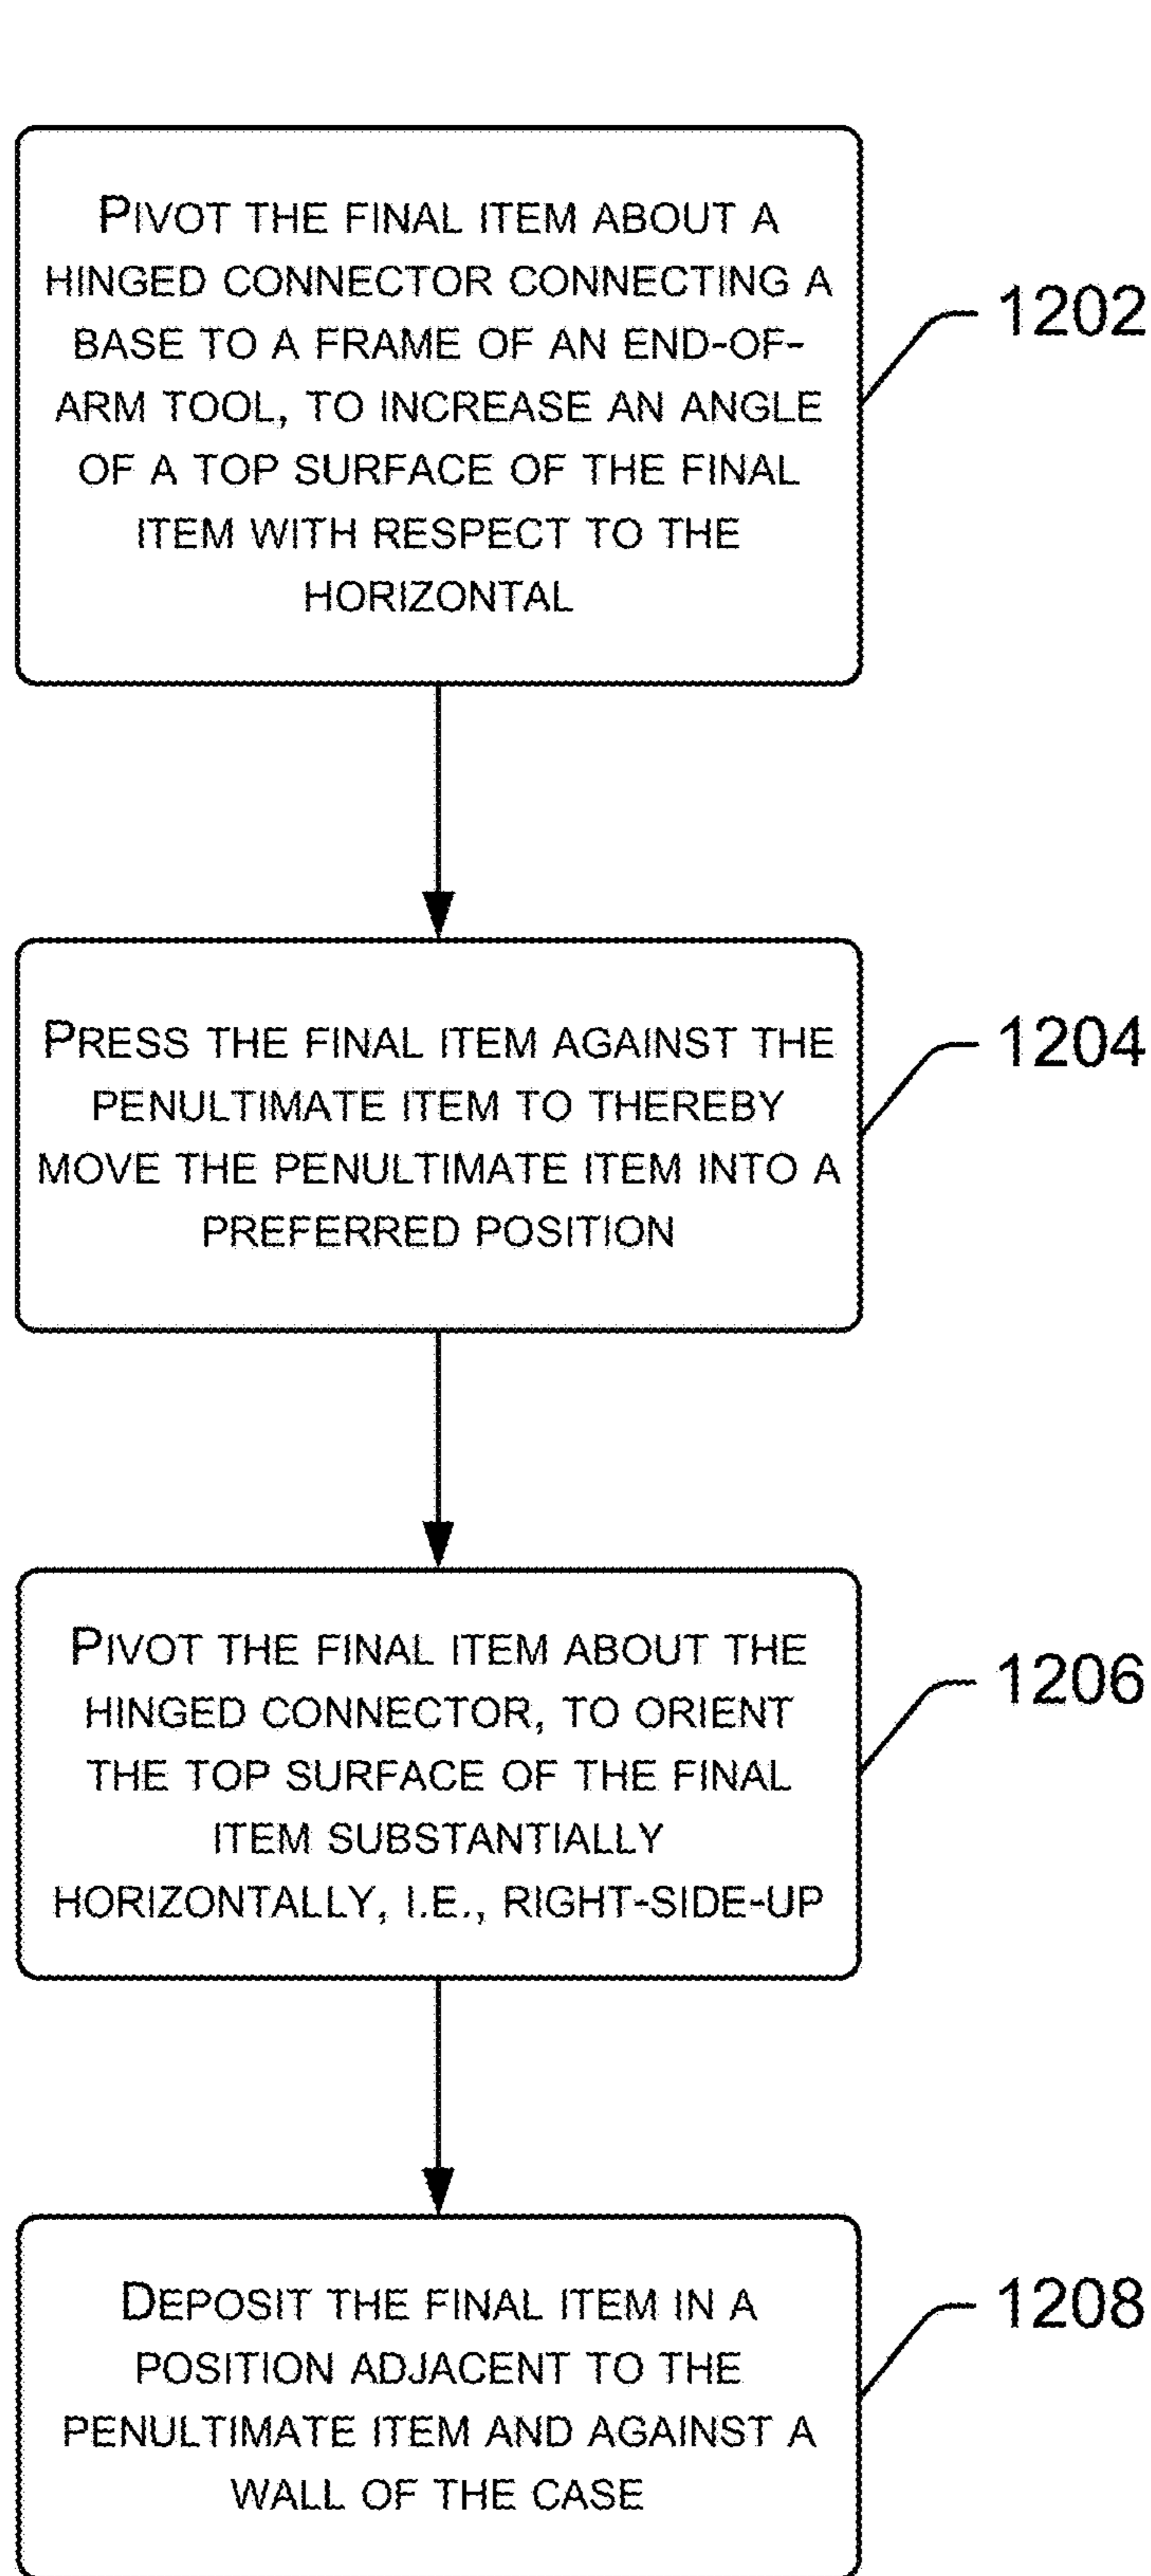 PIVOT THE FINAL ITEM ABOUT A
HINGED CONNECTOR CONNECTING A
BASE TO A FRAME OF AN END-OF-
ARM TOOL, TO INCREASE AN ANGLE
OF A TOP SURFACE OF THE FINAL
ITEM WITH RESPECT TO THE
HORIZONTAL
1202
PRESS THE FINAL ITEM AGAINST THE
PENULTIMATE ITEM TO THEREBY
MOVE THE PENULTIMATE ITEM INTO A
PREFERRED POSITION
1204
PIVOT THE FINAL ITEM ABOUT THE
HINGED CONNECTOR, TO ORIENT
THE TOP SURFACE OF THE FINAL
ITEM SUBSTANTIALLY
HORIZONTALLY, I.E., RIGHT-SIDE-UP
1206
DEPOSIT THE FINAL ITEM IN A
POSITION ADJACENT TO THE
PENULTIMATE ITEM AND AGAINST A
WALL OF THE CASE
1208